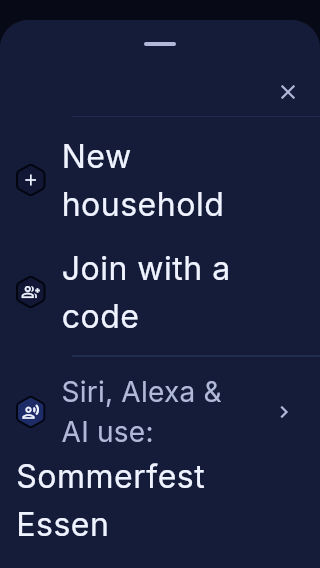 New
household
Join with a
code
Siri, Alexa &
AI use:
Sommerfest
Essen